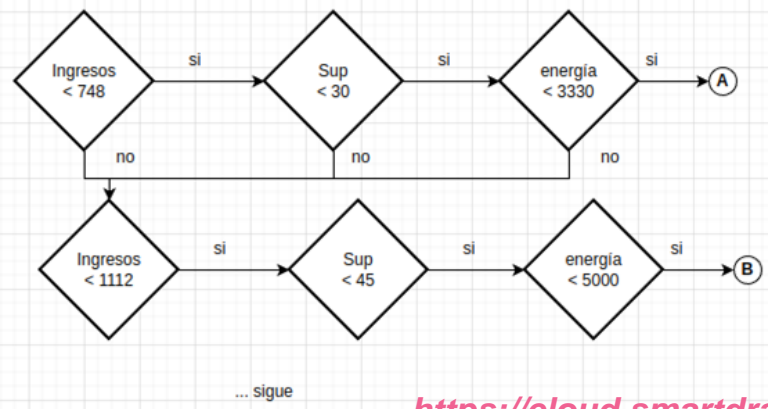 si si si
Ingresos Sup energía A
< 748 < 30 < 3330
no no no
si si si
Ingresos Sup energía B
< 1112 < 45 < 5000
... sigue